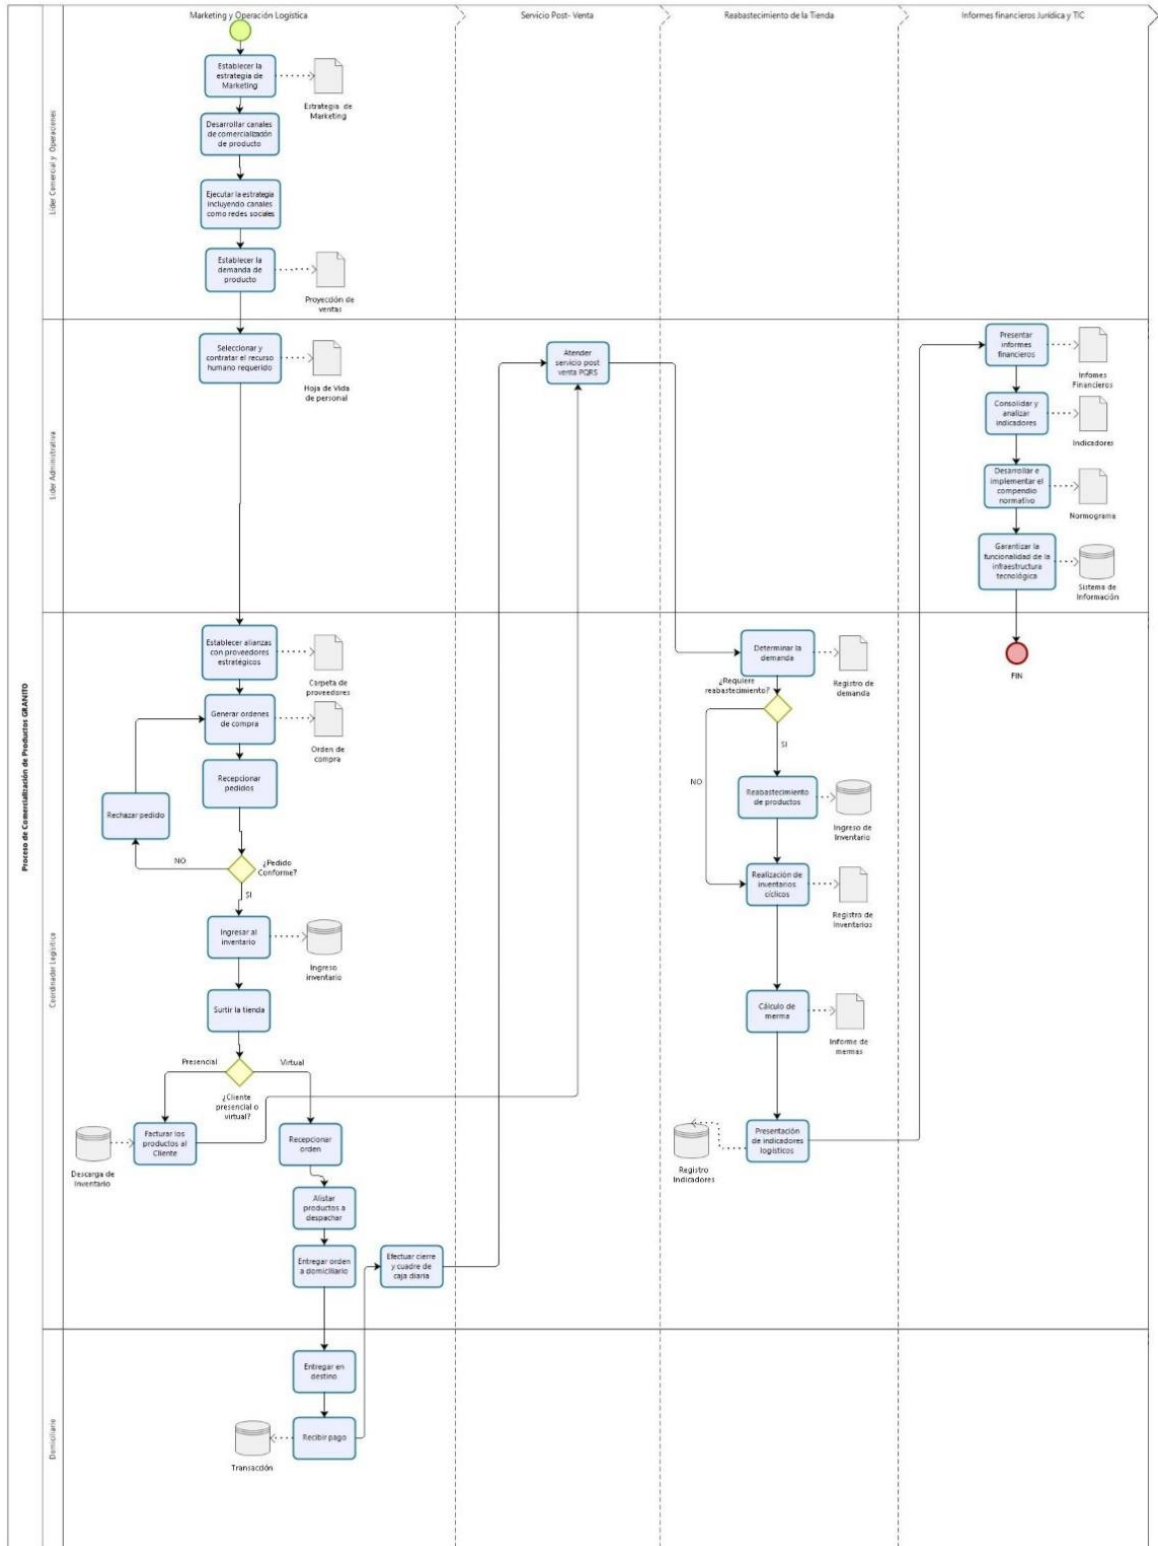 Marketing y Operación Logística
Servicio Post- Venta
Reabastecimiento de la Tienda
Informes financieros Jurídica y TIC
Proceso de Comercialización de Productos GRANITO
Líder Comercial y Operaciones
Establecer la
estrategia de
Marketing
Estrategia de
Marketing
Desarrollar canales
de comercialización
de producto
Ejecutar la estrategia
incluyendo canales
como redes sociales
Establecer la
demanda de
producto
Proyección de
ventas
Líder Administrativa
Seleccionar y
contratar el recurso
humano requerido
Hoja de Vida
de personal
Atender
servicio post
venta PQRS
Presentar
informes
financieros
Infomes
Financieros
Consolidar y
analizar
indicadores
Indicadores
Desarrollar e
implementar el
compendio
normativo
Normograma
Garantizar la
funcionalidad de la
infraestructura
tecnológica
Sistema de
Información
FIN
Coordinador Logístico
Establecer alianzas
con proveedores
estratégicos
Carpeta de
proveedores
Generar ordenes
de compra
Orden de
compra
Recepcionar
pedidos
Rechazar pedido
NO
¿Pedido
Conforme?
SI
Ingresar al
inventario
Ingreso
inventario
Surtir la tienda
Presencial
Virtual
¿Cliente
presencial o
virtual?
Facturar los
productos al
Cliente
Descarga de
Inventario
Recepcionar
orden
Alistar
productos a
despachar
Entregar orden
a domiciliario
Efectuar cierre
y cuadre de
caja diaria
Determinar la
demanda
Registro de
demanda
¿Requiere
reabastecimiento?
SI
NO
Reabastecimiento
de productos
Ingreso de
Inventario
Realización de
inventarios
cíclicos
Registro de
Inventarios
Cálculo de
merma
Informe de
mermas
Presentación
de indicadores
logísticos
Registro
Indicadores
Domiciliario
Entregar en
destino
Recibir pago
Transacción